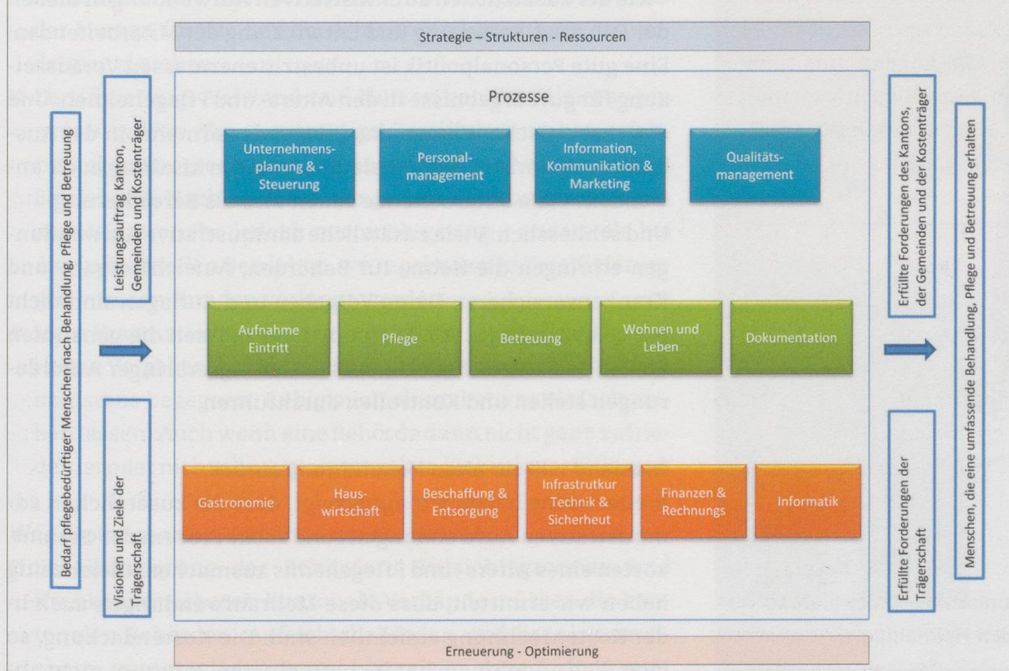 Strategie – Strukturen - Ressourcen
Prozesse
Bedarf pflegebedürftiger Menschen nach Behandlung, Pflege und Betreuung
Leistungsauftrag Kanton,
Gemeinden und Kostenträger
Visionen und Ziele der
Trägerschaft
Unternehmens-
planung & -
Steuerung
Personal-
management
Information,
Kommunikation &
Marketing
Qualitäts-
management
Aufnahme
Eintritt
Pflege
Betreuung
Wohnen und
Leben
Dokumentation
Gastronomie
Haus-
wirtschaft
Beschaffung &
Entsorgung
Infrastrutkur
Technik &
Sicherheut
Finanzen &
Rechnungs
Informatik
Erfüllte Forderungen des Kantons,
der Gemeinden und der Kostenträger
Erfüllte Forderungen der
Trägerschaft
Menschen, die eine umfassende Behandlung, Pflege und Betreuung erhalten
Erneuerung - Optimierung